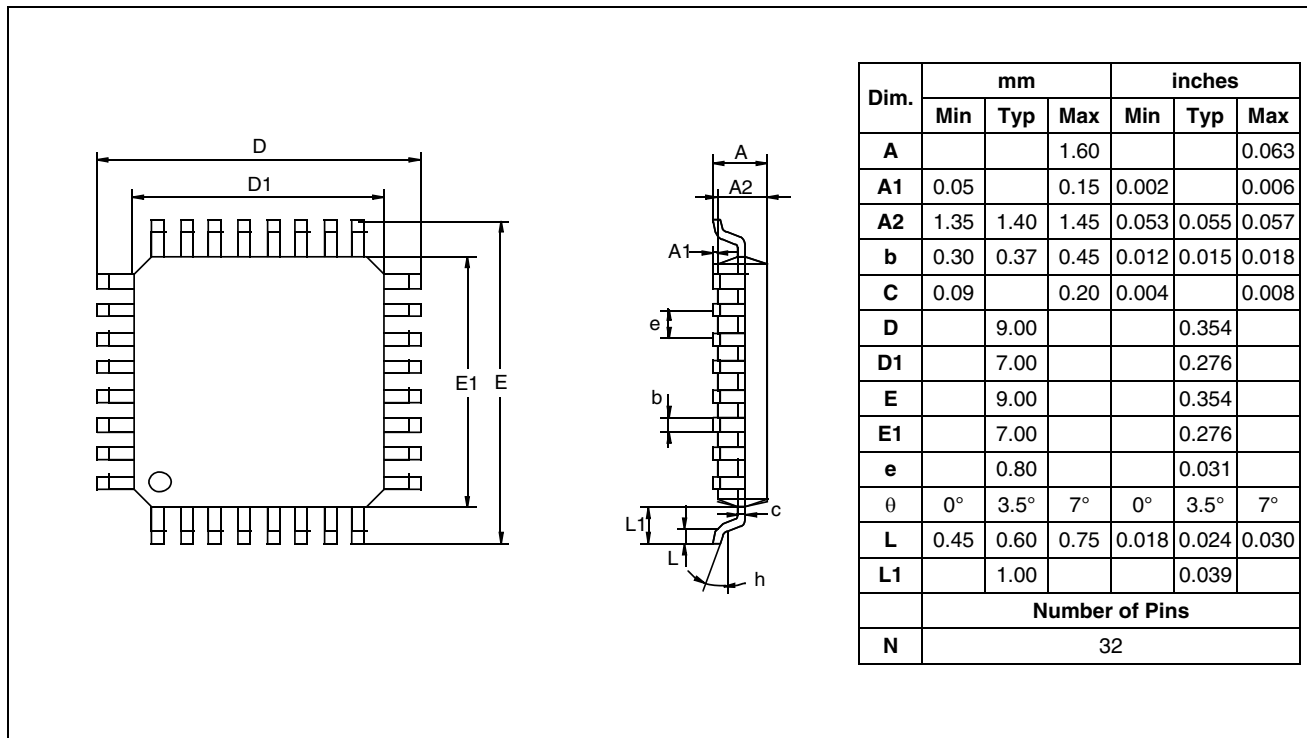 D
D1
E1
E
A
A2
A1
e
b
c
L1
L
h
Dim. mm inches
Min Typ Max Min Typ Max
A 1.60 0.063
A1 0.05 0.15 0.002 0.006
A2 1.35 1.40 1.45 0.053 0.055 0.057
b 0.30 0.37 0.45 0.012 0.015 0.018
C 0.09 0.20 0.004 0.008
D 9.00 0.354
D1 7.00 0.276
E 9.00 0.354
E1 7.00 0.276
e 0.80 0.031
θ 0° 3.5° 7° 0° 3.5° 7°
L 0.45 0.60 0.75 0.018 0.024 0.030
L1 1.00 0.039
Number of Pins
N 32